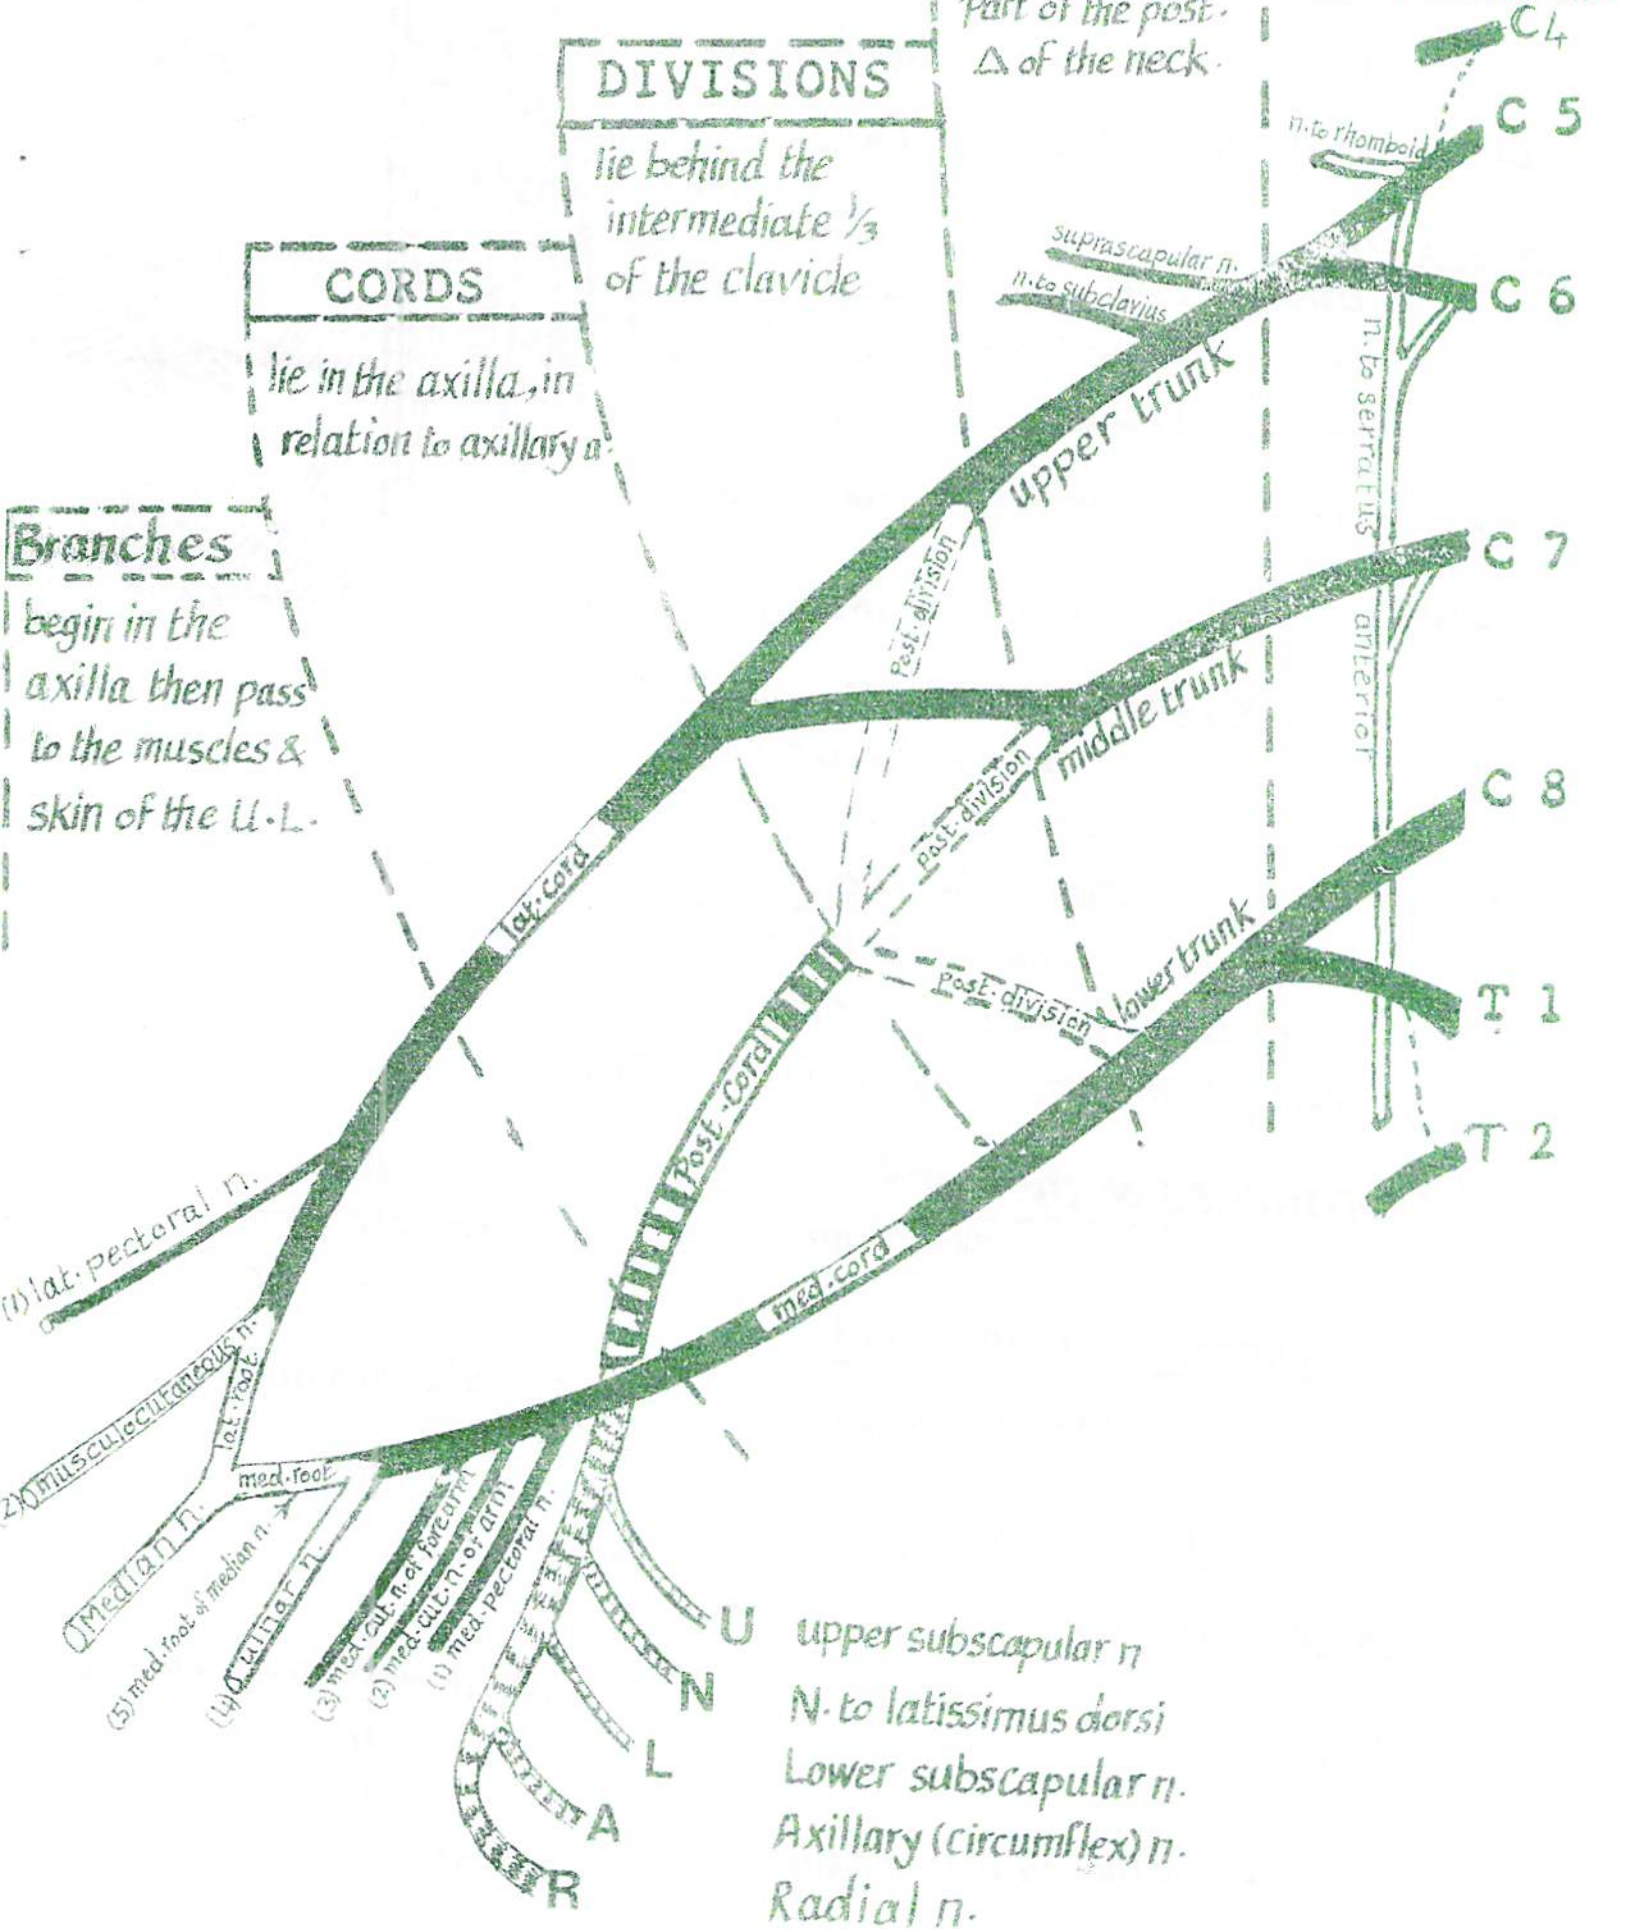 Part of the post.
Δ of the neck.
DIVISIONS
lie behind the
intermediate 1/3
of the clavicle
CORDS
lie in the axilla, in
relation to axillary a.
Branches
begin in the
axilla then pass
to the muscles &
skin of the U.L.
C4
C 5
C 6
C 7
C 8
T 1
T 2
n. to rhomboid
suprascapular n.
n. to subclavius
n. to serratus anterior
upper trunk
middle trunk
lower trunk
Post. division
Post. division
Post. division
lat. cord
Post. Cord
med. cord
(1) lat. pectoral n.
(2) musculocutaneous n.
lat. root
med. root
Median n.
(5) med. root of median n.
(4) ulnar n.
(3) med. cut. n. of forearm
(2) med. cut. n. of arm
(1) med. pectoral n.
U upper subscapular n
N N. to latissimus dorsi
L Lower subscapular n.
A Axillary (circumflex) n.
R Radial n.